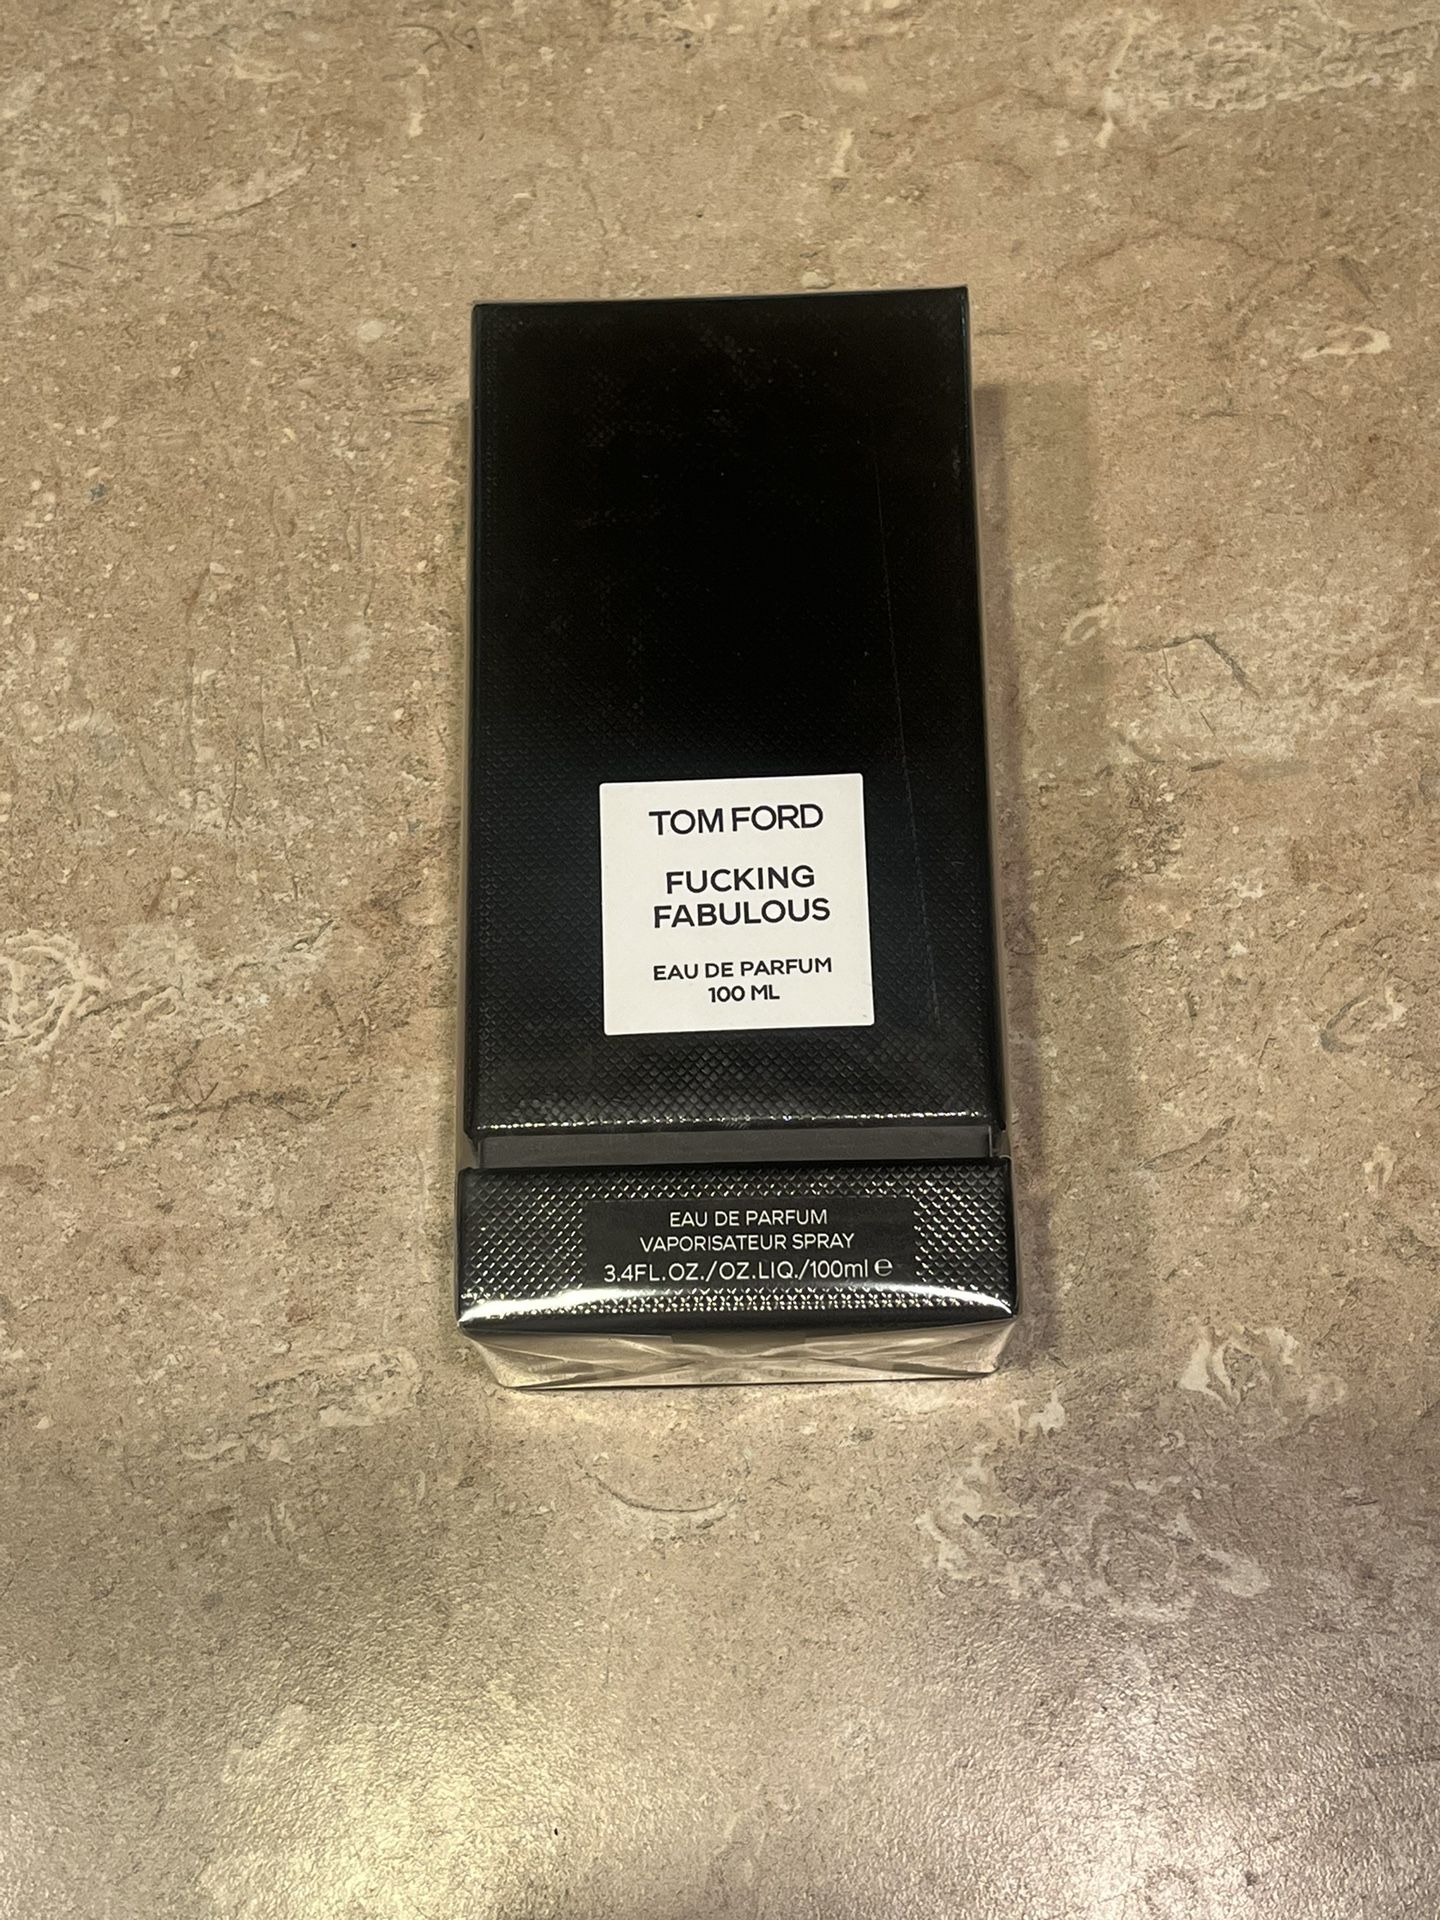 TOM FORD
FUCKING
FABULOUS
EAU DE PARFUM
100 ML
EAU DE PARFUM
VAPORISATEUR SPRAY
3.4FL.OZ./OZ.LIQ./100ml ℮